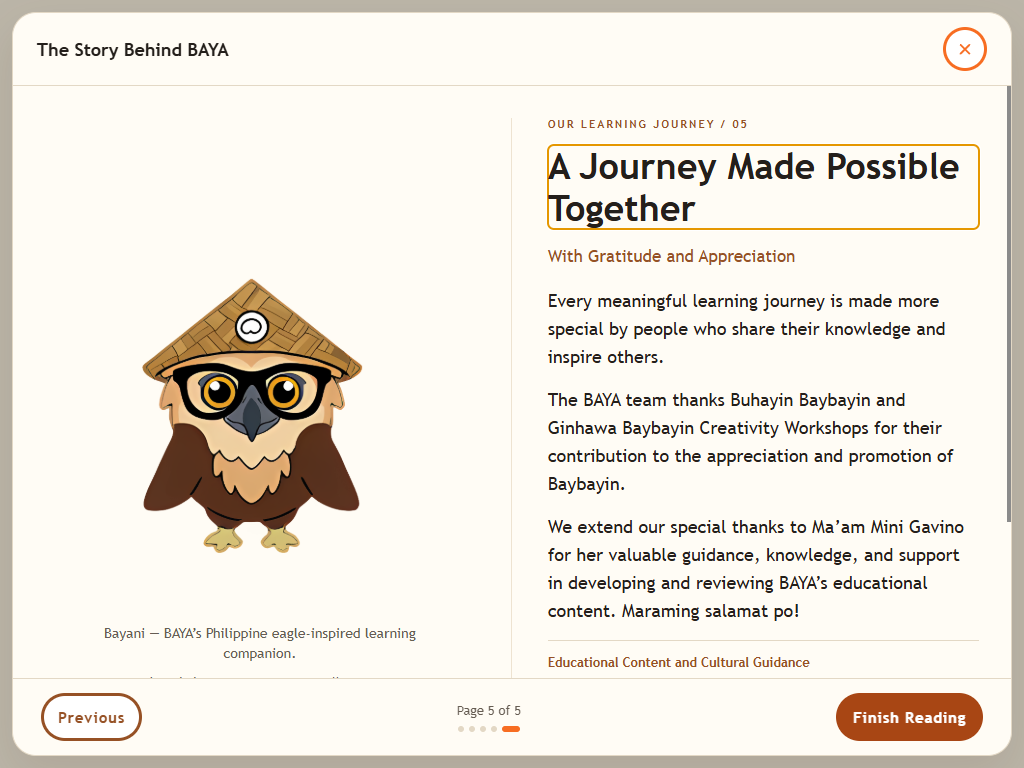 The Story Behind BAYA
OUR LEARNING JOURNEY / 05
A Journey Made Possible
Together
With Gratitude and Appreciation
Every meaningful learning journey is made more
special by people who share their knowledge and
inspire others.
The BAYA team thanks Buhayin Baybayin and
Ginhawa Baybayin Creativity Workshops for their
contribution to the appreciation and promotion of
Baybayin.
We extend our special thanks to Ma’am Mini Gavino
for her valuable guidance, knowledge, and support
in developing and reviewing BAYA’s educational
content. Maraming salamat po!
Educational Content and Cultural Guidance
Bayani — BAYA’s Philippine eagle-inspired learning
companion.
Previous
Page 5 of 5
Finish Reading